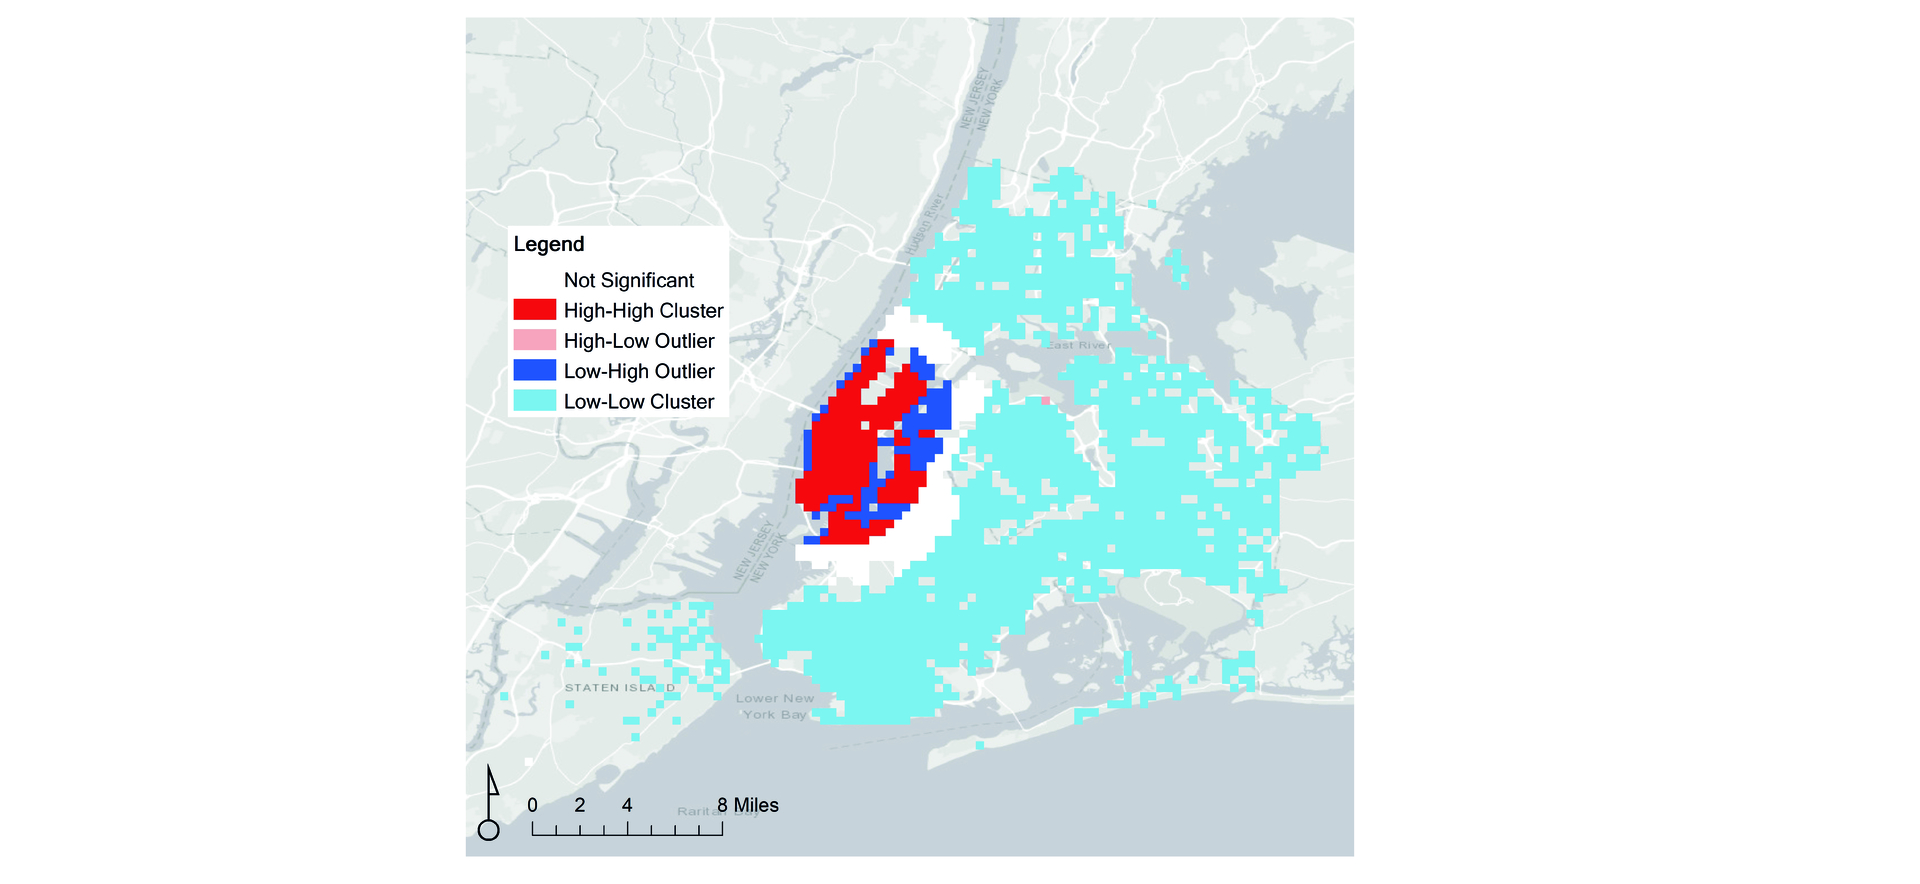 NEW JERSEY
NEW YORK
Hudson River
Legend
Not Significant
High-High Cluster
High-Low Outlier
Low-High Outlier
Low-Low Cluster
East River
NEW JERSEY
NEW YORK
STATEN ISLAND
Lower New
York Bay
0 2 4 8 Miles
Raritan Bay